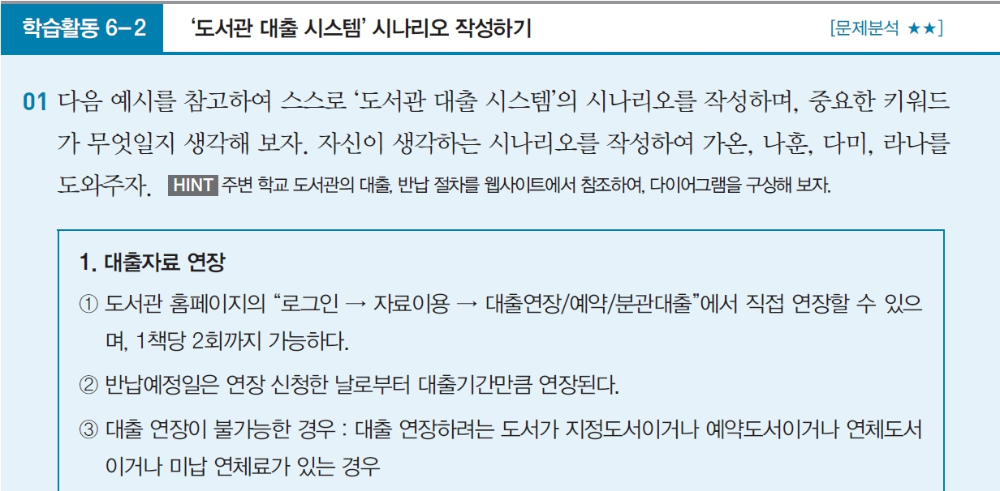 학습활동 6-2 '도서관 대출 시스템' 시나리오 작성하기 [문제분석 ★★]
01 다음 예시를 참고하여 스스로 '도서관 대출 시스템'의 시나리오를 작성하며, 중요한 키워드
가 무엇일지 생각해 보자. 자신이 생각하는 시나리오를 작성하여 가온, 나훈, 다미, 라나를
도와주자. HINT 주변 학교 도서관의 대출, 반납 절차를 웹사이트에서 참조하여, 다이어그램을 구상해 보자.
1. 대출자료 연장
① 도서관 홈페이지의 “로그인 → 자료이용 → 대출연장/예약/분관대출”에서 직접 연장할 수 있으
며, 1책당 2회까지 가능하다.
② 반납예정일은 연장 신청한 날로부터 대출기간만큼 연장된다.
③ 대출 연장이 불가능한 경우 : 대출 연장하려는 도서가 지정도서이거나 예약도서이거나 연체도서
이거나 미납 연체료가 있는 경우